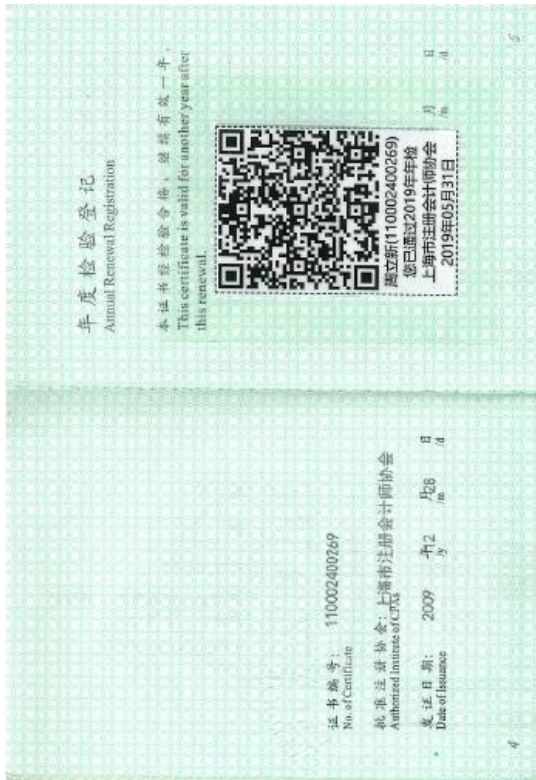 年度检验登记
Annual Renewal Registration
本证书经检验合格，继续有效一年。
This certificate is valid for another year after
this renewal.
周立新(110002400269)
您已通过2019年年检
上海市注册会计师协会
2019年05月31日
月 日
/m /d
5
证书编号： 110002400269
No. of Certificate
批准注册协会：上海市注册会计师协会
Authorized Institute of CPAs
发证日期： 2009 年12 月28 日
Date of Issuance /y /m /d
4